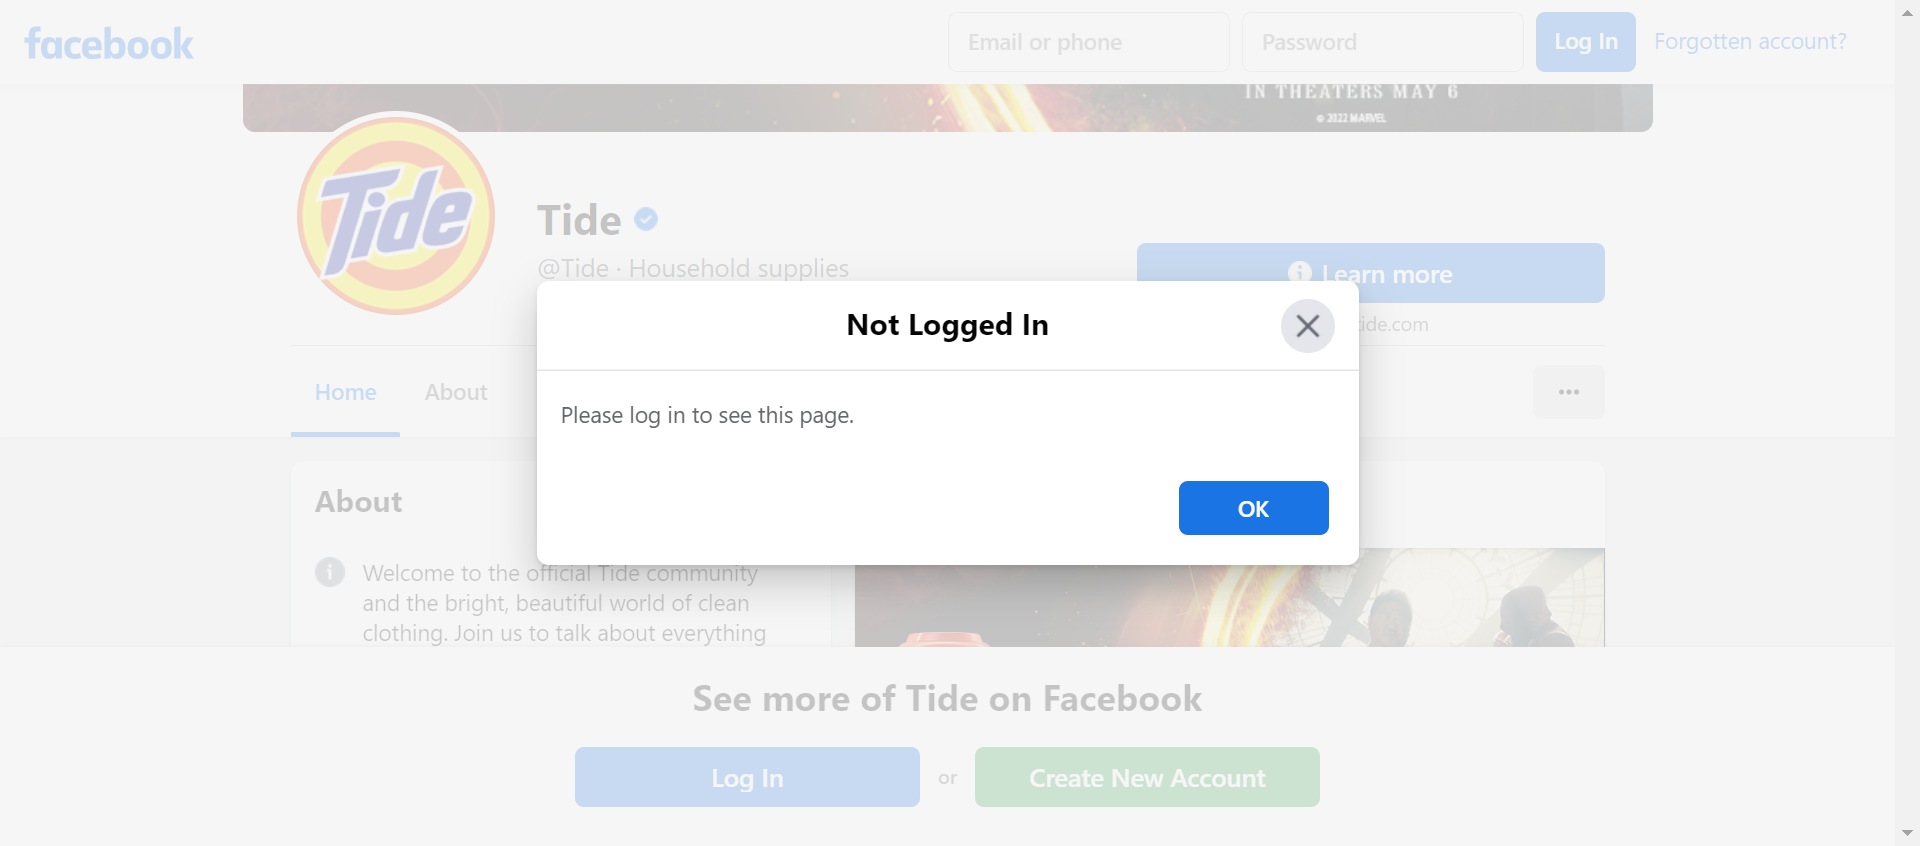 facebook
Email or phone
Password
Log In
Forgotten account?
IN THEATERS MAY 6
© 2022 MARVEL
Tide
Tide
@Tide · Household supplies
Learn more
tide.com
Not Logged In
Please log in to see this page.
OK
Home
About
About
Welcome to the official Tide community
and the bright, beautiful world of clean
clothing. Join us to talk about everything
See more of Tide on Facebook
Log In
or
Create New Account